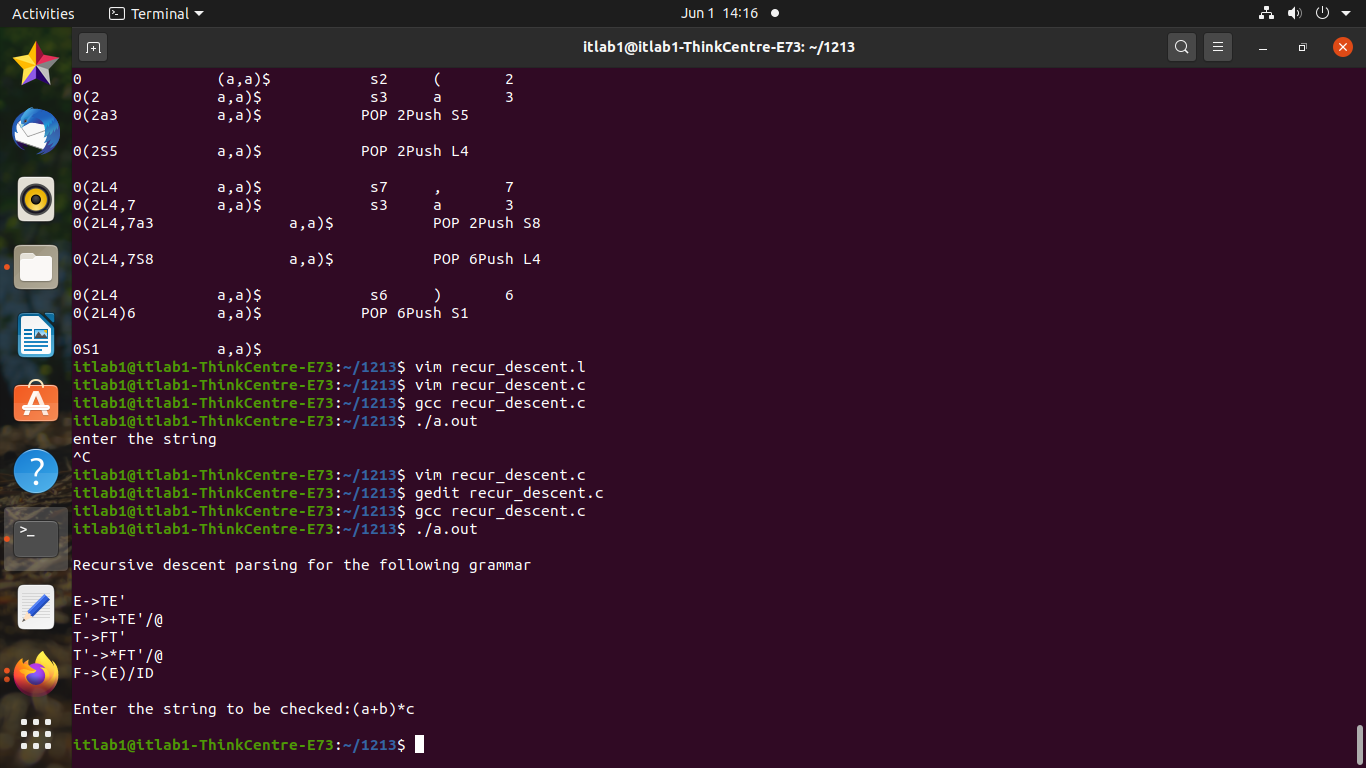 Activities Terminal Jun 1 14:16
itlab1@itlab1-ThinkCentre-E73: ~/1213
0 (a,a)$ s2 ( 2
0(2 a,a)$ s3 a 3
0(2a3 a,a)$ POP 2Push S5
0(2S5 a,a)$ POP 2Push L4
0(2L4 a,a)$ s7 , 7
0(2L4,7 a,a)$ s3 a 3
0(2L4,7a3 a,a)$ POP 2Push S8
0(2L4,7S8 a,a)$ POP 6Push L4
0(2L4 a,a)$ s6 ) 6
0(2L4)6 a,a)$ POP 6Push S1
0S1 a,a)$
itlab1@itlab1-ThinkCentre-E73:~/1213$ vim recur_descent.l
itlab1@itlab1-ThinkCentre-E73:~/1213$ vim recur_descent.c
itlab1@itlab1-ThinkCentre-E73:~/1213$ gcc recur_descent.c
itlab1@itlab1-ThinkCentre-E73:~/1213$ ./a.out
enter the string
^C
itlab1@itlab1-ThinkCentre-E73:~/1213$ vim recur_descent.c
itlab1@itlab1-ThinkCentre-E73:~/1213$ gedit recur_descent.c
itlab1@itlab1-ThinkCentre-E73:~/1213$ gcc recur_descent.c
itlab1@itlab1-ThinkCentre-E73:~/1213$ ./a.out
Recursive descent parsing for the following grammar
E->TE'
E'->+TE'/@
T->FT'
T'->*FT'/@
F->(E)/ID
Enter the string to be checked:(a+b)*c
itlab1@itlab1-ThinkCentre-E73:~/1213$